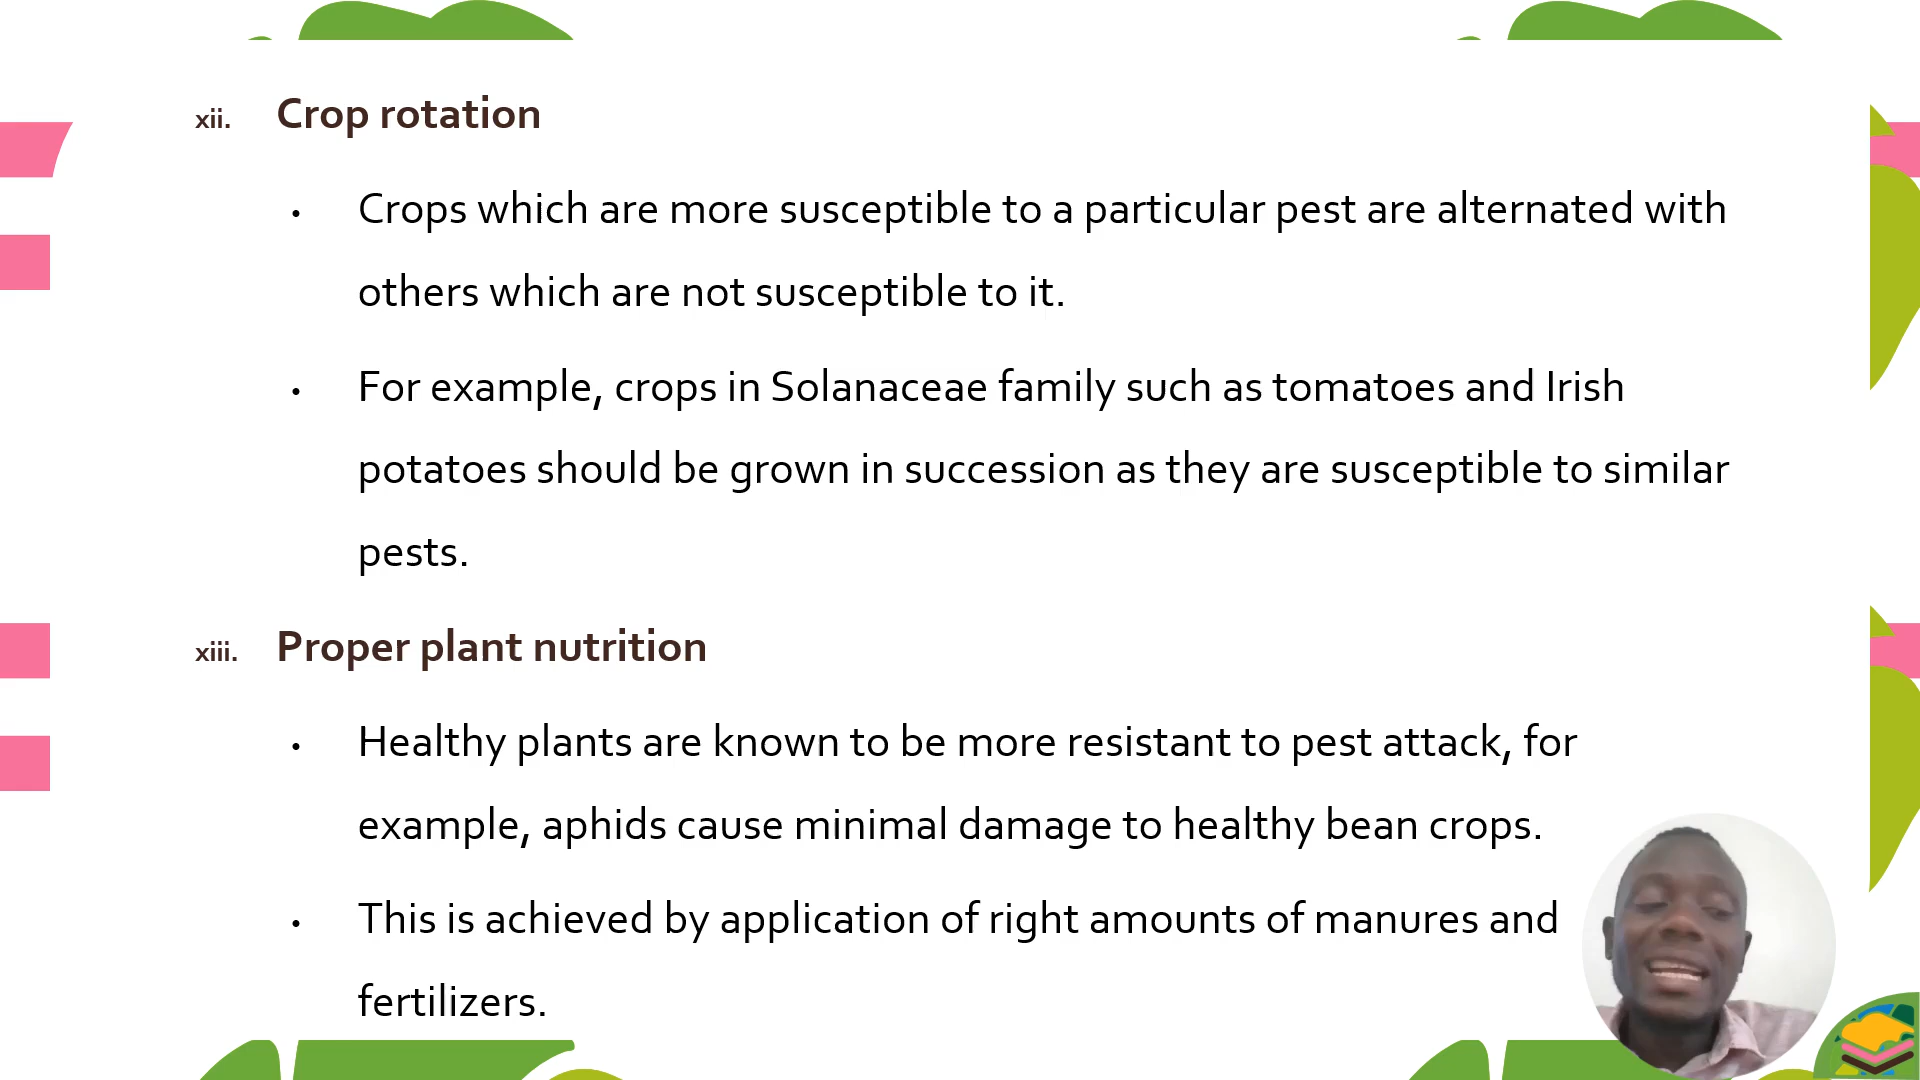 xii. Crop rotation
• Crops which are more susceptible to a particular pest are alternated with
others which are not susceptible to it.
• For example, crops in Solanaceae family such as tomatoes and Irish
potatoes should be grown in succession as they are susceptible to similar
pests.
xiii. Proper plant nutrition
• Healthy plants are known to be more resistant to pest attack, for
example, aphids cause minimal damage to healthy bean crops.
• This is achieved by application of right amounts of manures and
fertilizers.